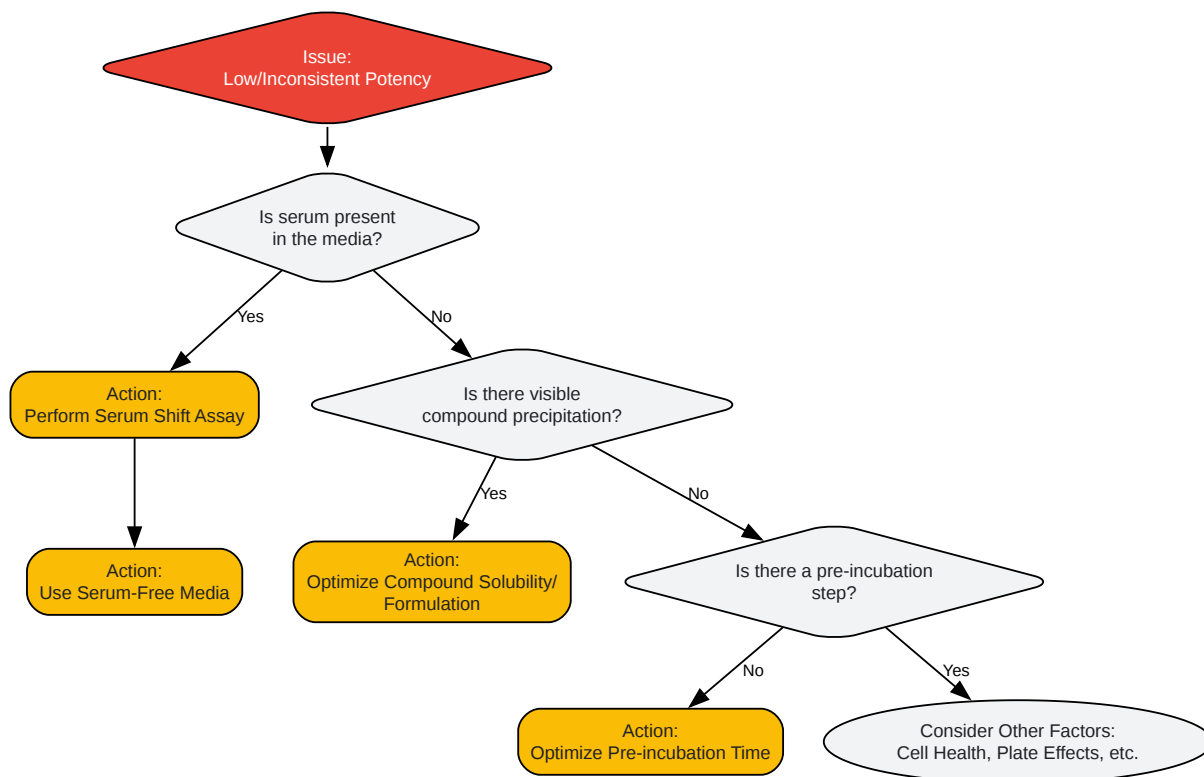 Issue:
Low/Inconsistent Potency
Is serum present
in the media?
Yes
No
Action:
Perform Serum Shift Assay
Is there visible
compound precipitation?
Yes
No
Action:
Use Serum-Free Media
Action:
Optimize Compound Solubility/
Formulation
Is there a pre-incubation
step?
No
Yes
Action:
Optimize Pre-incubation Time
Consider Other Factors:
Cell Health, Plate Effects, etc.